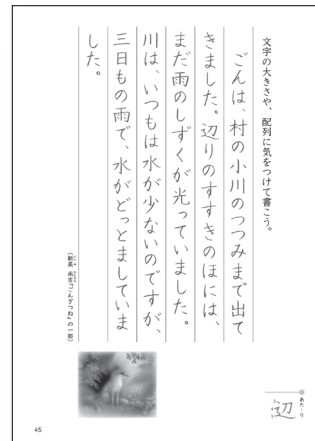 文字の大きさや、配列に気をつけて書こう。
ごんは、村の小川のつつみまで出て
きました。辺りのすすきのほには、
まだ雨のしずくが光っていました。
川は、いつもは水が少ないのですが、
三日もの雨で、水がどっとましていま
した。
(新美 南吉「ごんぎつね」の一部)
あた-り
辺
45